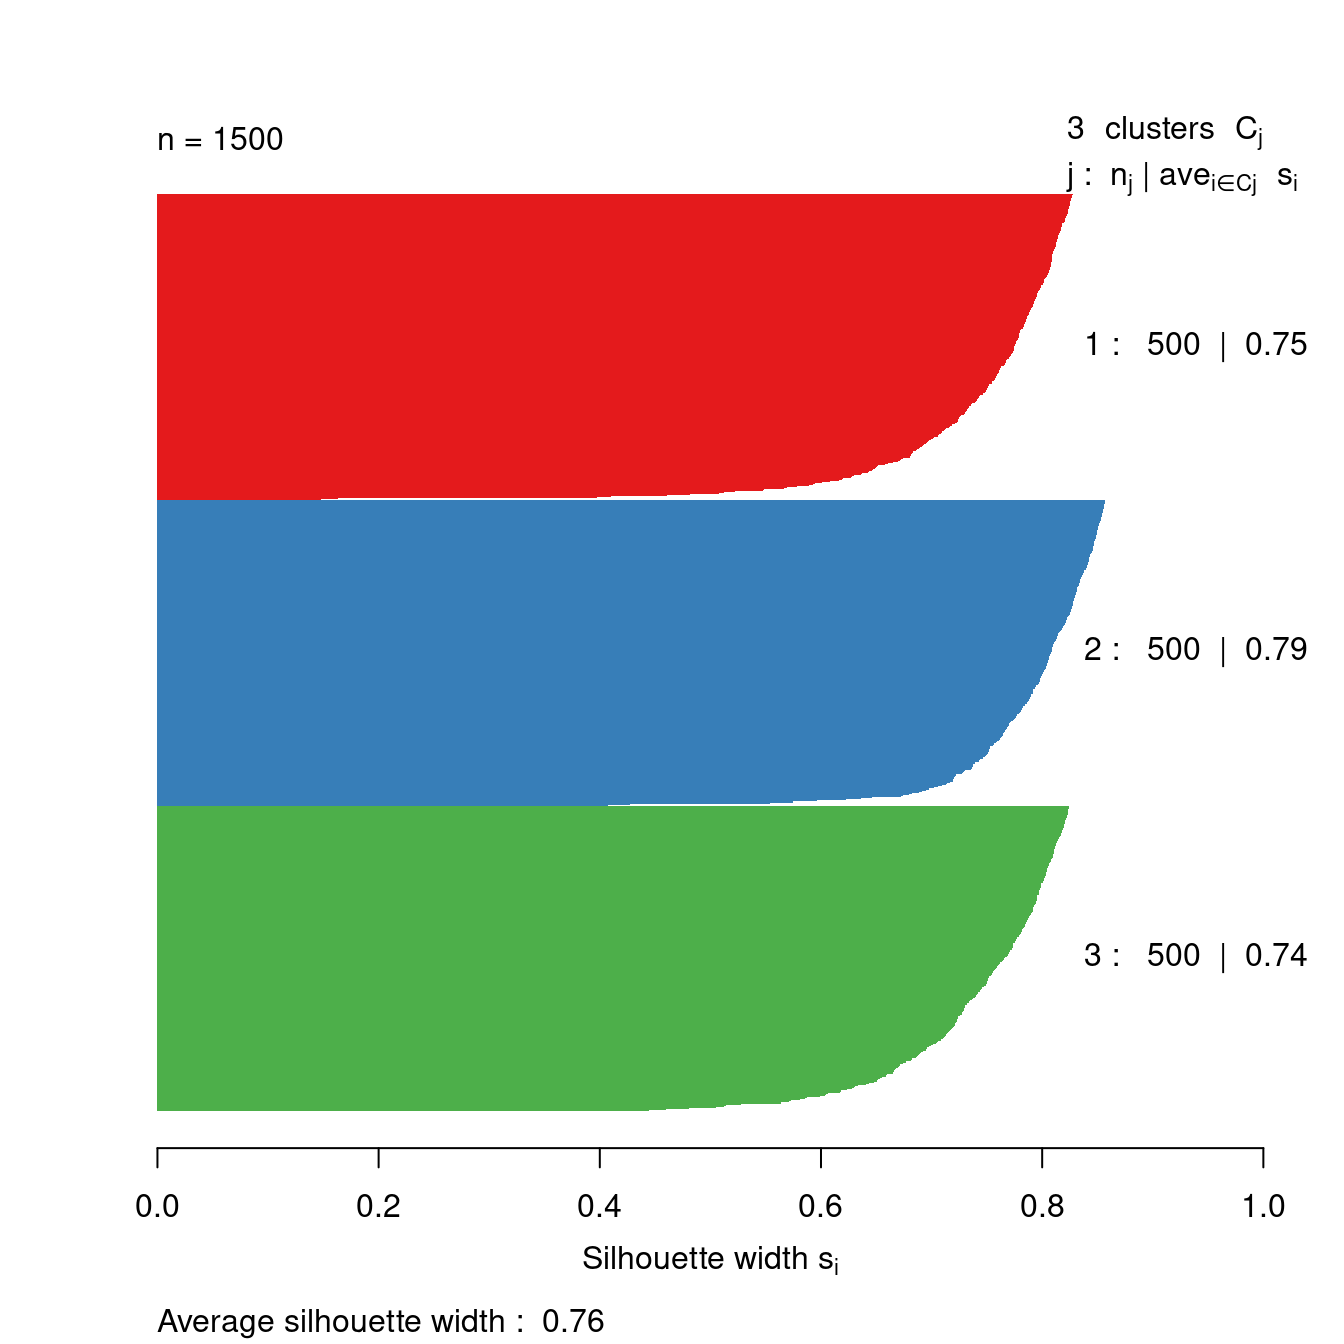 n = 1500
3 clusters Cj
j : nj | avei∈Cj si
1 : 500 | 0.75
2 : 500 | 0.79
3 : 500 | 0.74
0.0 0.2 0.4 0.6 0.8 1.0
Silhouette width si
Average silhouette width : 0.76